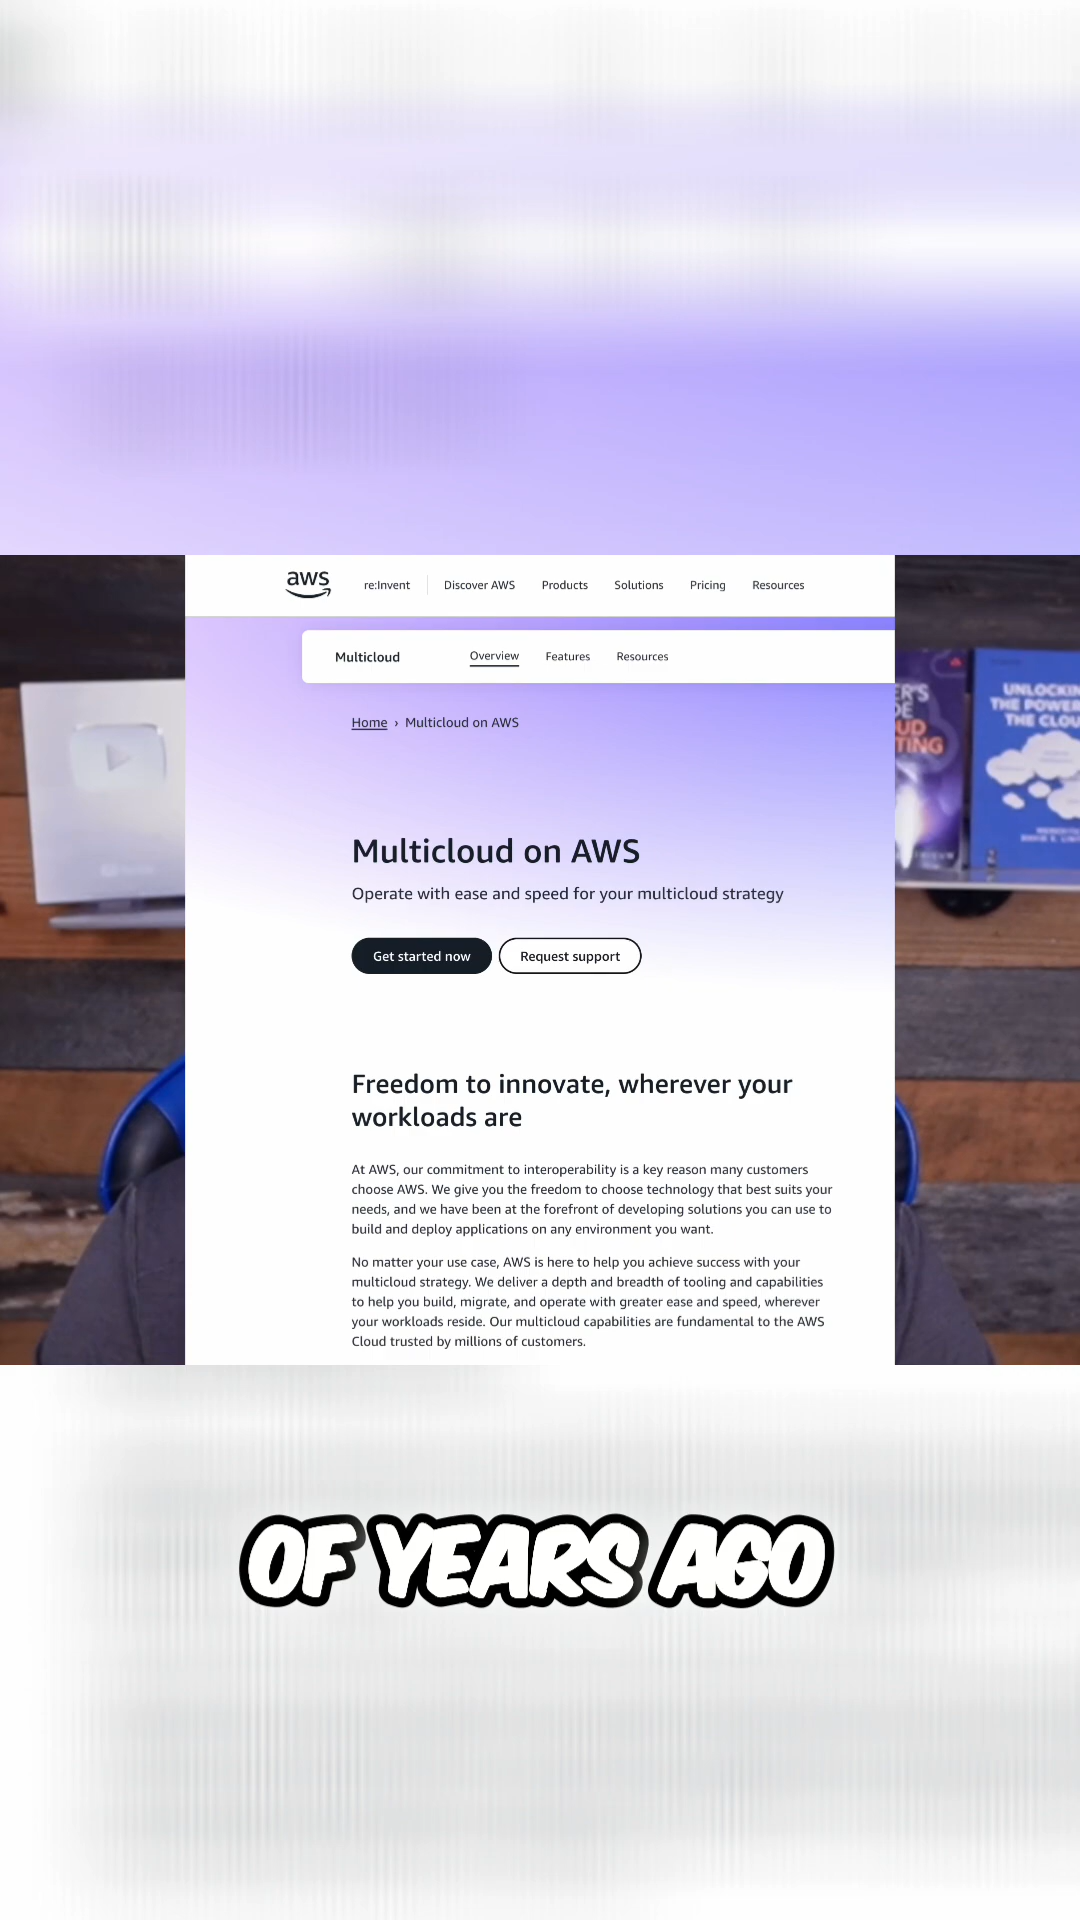 aws
re:Invent
Discover AWS
Products
Solutions
Pricing
Resources
Multicloud
Overview
Features
Resources
Home › Multicloud on AWS
UNLOCKIN
THE POWER
THE CLOU
Multicloud on AWS
Operate with ease and speed for your multicloud strategy
Get started now
Request support
Freedom to innovate, wherever your
workloads are
At AWS, our commitment to interoperability is a key reason many customers
choose AWS. We give you the freedom to choose technology that best suits your
needs, and we have been at the forefront of developing solutions you can use to
build and deploy applications on any environment you want.
No matter your use case, AWS is here to help you achieve success with your
multicloud strategy. We deliver a depth and breadth of tooling and capabilities
to help you build, migrate, and operate with greater ease and speed, wherever
your workloads reside. Our multicloud capabilities are fundamental to the AWS
Cloud trusted by millions of customers.
OF YEARS AGO